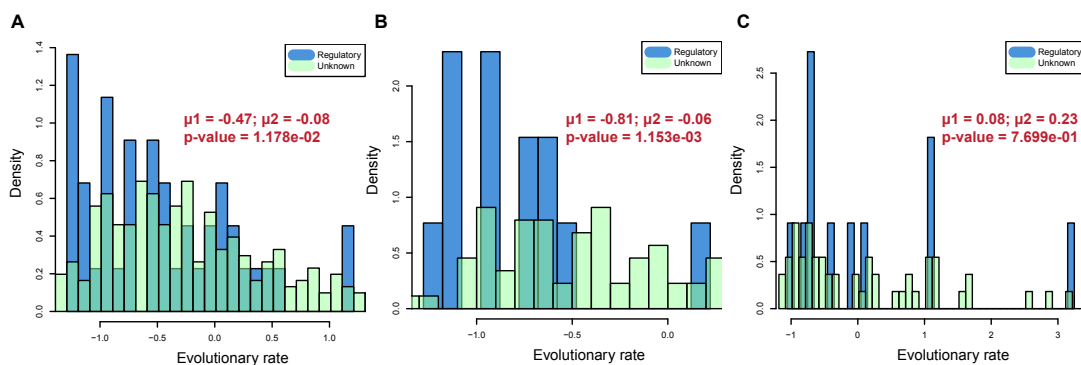 A
Density
0.0
0.2
0.4
0.6
0.8
1.0
1.2
1.4
Regulatory
Unknown
µ1 = -0.47; µ2 = -0.08
p-value = 1.178e-02
−1.0
−0.5
0.0
0.5
1.0
Evolutionary rate
B
Density
0.0
0.5
1.0
1.5
2.0
Regulatory
Unknown
µ1 = -0.81; µ2 = -0.06
p-value = 1.153e-03
−1.0
−0.5
0.0
Evolutionary rate
C
Density
0.0
0.5
1.0
1.5
2.0
2.5
Regulatory
Unknown
µ1 = 0.08; µ2 = 0.23
p-value = 7.699e-01
−1
0
1
2
3
Evolutionary rate